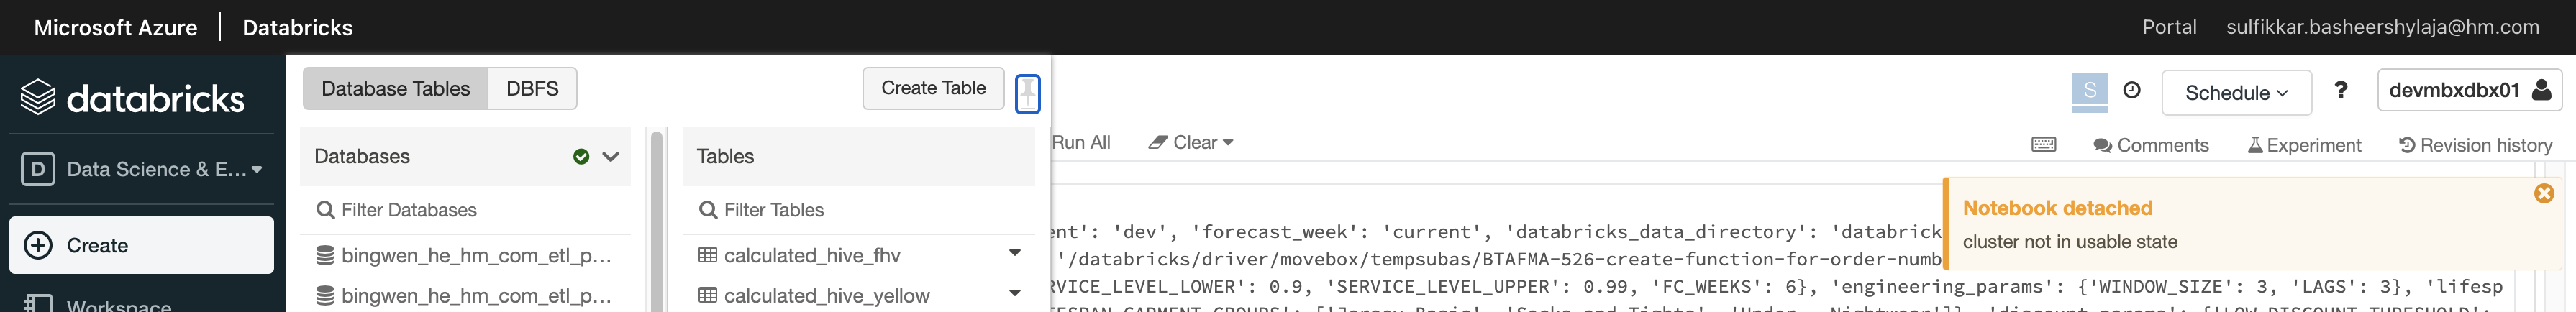 Microsoft Azure | Databricks
Portal sulfikkar.basheershylaja@hm.com
databricks
Database Tables DBFS Create Table
S Schedule ? devmbxdbx01
Run All Clear Comments Experiment Revision history
D Data Science & E...
Databases Tables
Filter Databases Filter Tables
Create
bingwen_he_hm_com_etl_p... calculated_hive_fhv
bingwen_he_hm_com_etl_p... calculated_hive_yellow
Workspace
Notebook detached
cluster not in usable state
ent': 'dev', 'forecast_week': 'current', 'databricks_data_directory': 'databrick
'/databricks/driver/movebox/tempsubas/BTAFMA-526-create-function-for-order-numb
RVICE_LEVEL_LOWER': 0.9, 'SERVICE_LEVEL_UPPER': 0.99, 'FC_WEEKS': 6}, 'engineering_params': {'WINDOW_SIZE': 3, 'LAGS': 3}, 'lifesp